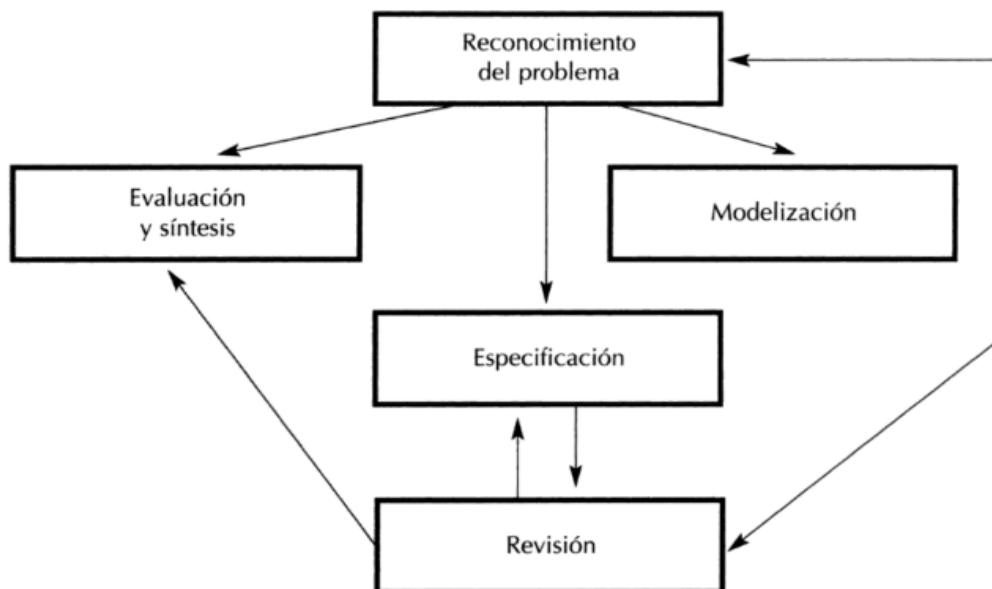 Reconocimiento
del problema
Evaluación
y síntesis
Modelización
Especificación
Revisión